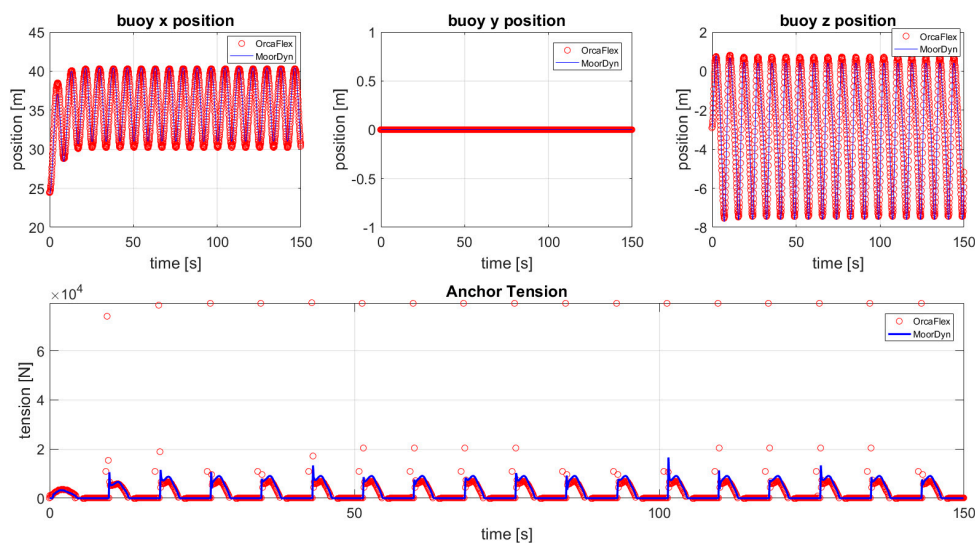 buoy x position
45
40
35
30
25
20
position [m]
OrcaFlex
MoorDyn
0
50
100
150
time [s]
buoy y position
1
0.5
0
-0.5
-1
position [m]
OrcaFlex
MoorDyn
0
50
100
150
time [s]
buoy z position
2
0
-2
-4
-6
-8
position [m]
OrcaFlex
MoorDyn
0
50
100
150
time [s]
Anchor Tension
×10⁴
6
4
2
0
tension [N]
OrcaFlex
MoorDyn
0
50
100
150
time [s]